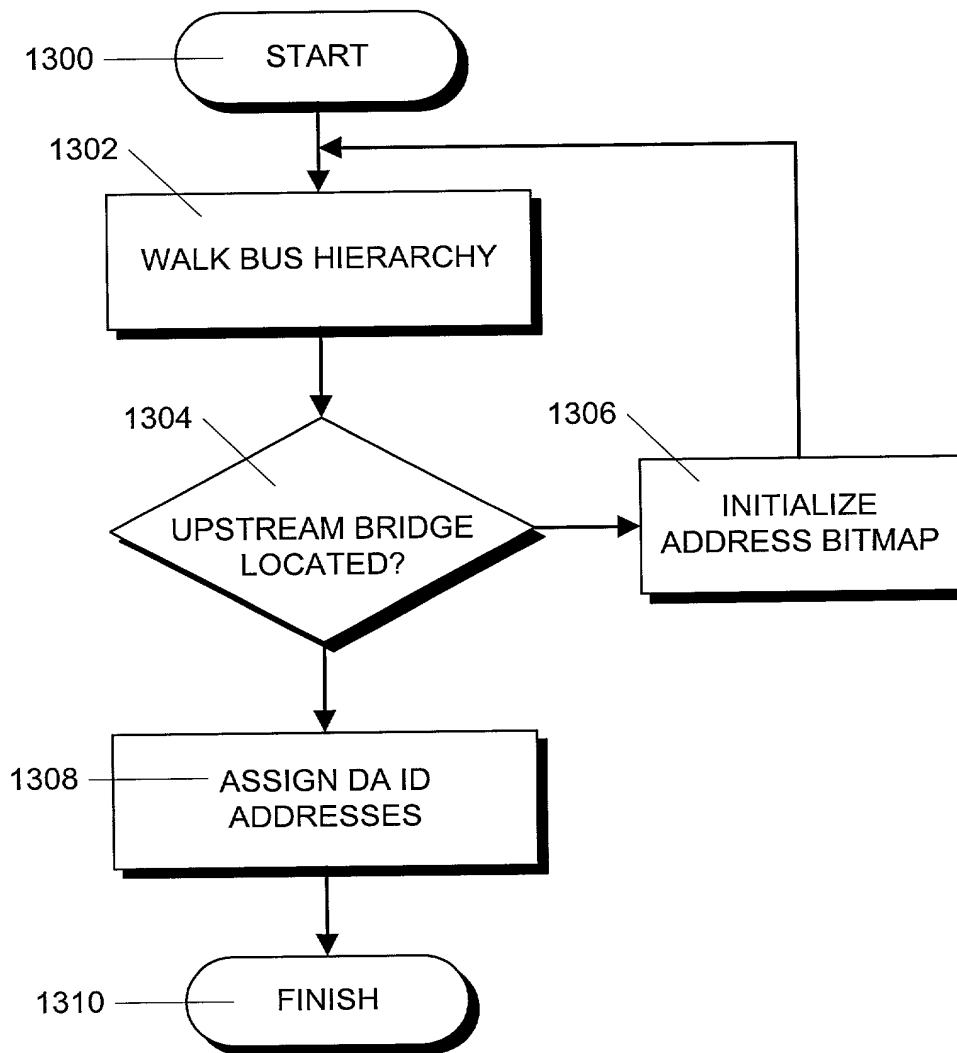 1300
START
1302
WALK BUS HIERARCHY
1304
UPSTREAM BRIDGE
LOCATED?
1306
INITIALIZE
ADDRESS BITMAP
1308
ASSIGN DA ID
ADDRESSES
1310
FINISH